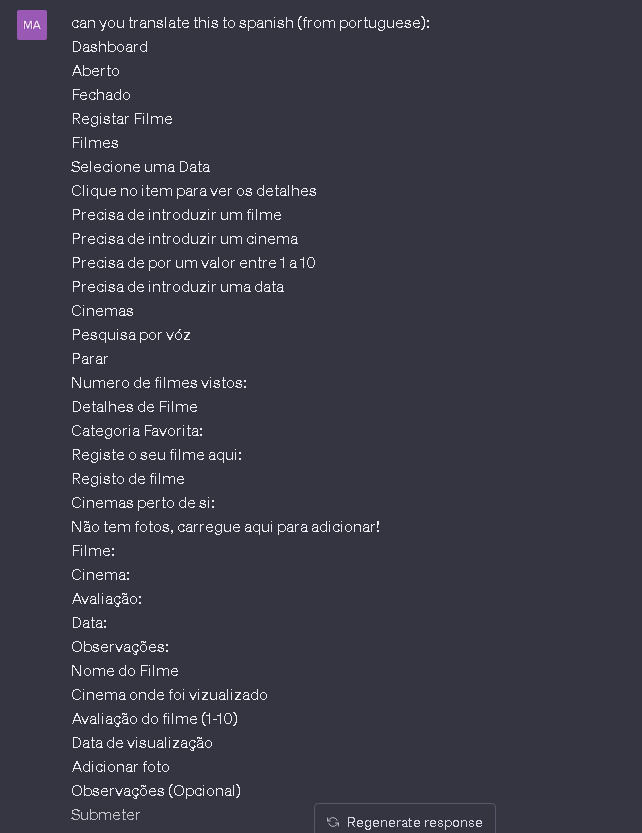 MA
can you translate this to spanish (from portuguese):
Dashboard
Aberto
Fechado
Registar Filme
Filmes
Selecione uma Data
Clique no item para ver os detalhes
Precisa de introduzir um filme
Precisa de introduzir um cinema
Precisa de por um valor entre 1 a 10
Precisa de introduzir uma data
Cinemas
Pesquisa por vóz
Parar
Numero de filmes vistos:
Detalhes de Filme
Categoria Favorita:
Registe o seu filme aqui:
Registo de filme
Cinemas perto de si:
Não tem fotos, carregue aqui para adicionar!
Filme:
Cinema:
Avaliação:
Data:
Observações:
Nome do Filme
Cinema onde foi vizualizado
Avaliação do filme (1-10)
Data de visualização
Adicionar foto
Observações (Opcional)
Submeter
Regenerate response